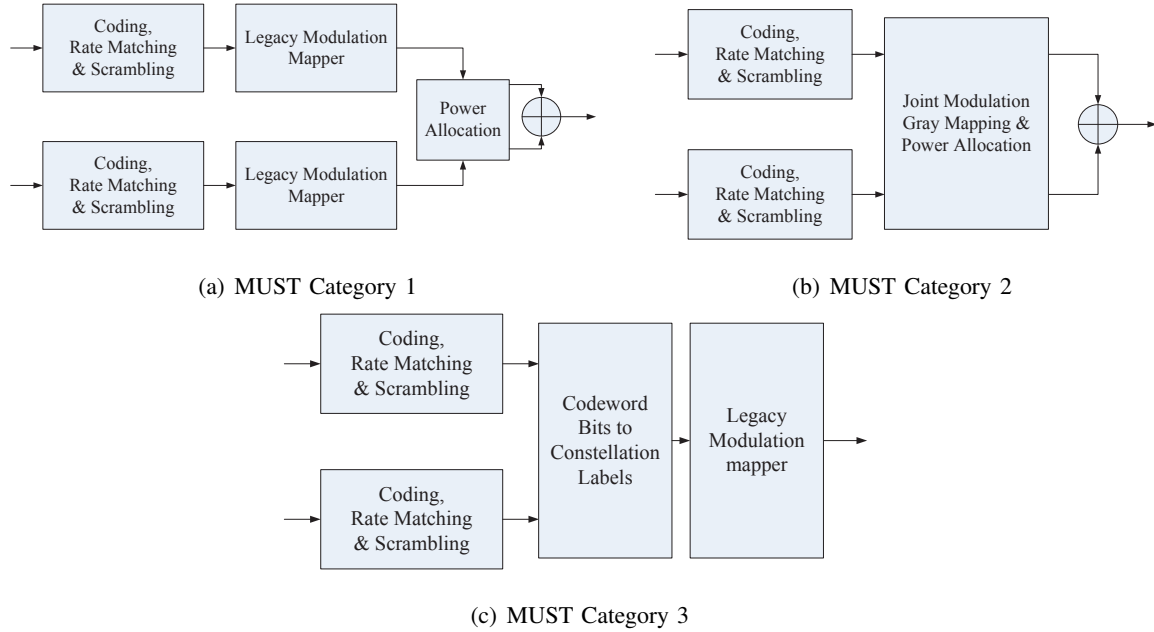 Coding,
Rate Matching
& Scrambling
Legacy Modulation
Mapper
Power
Allocation
Coding,
Rate Matching
& Scrambling
Legacy Modulation
Mapper
(a) MUST Category 1
Coding,
Rate Matching
& Scrambling
Joint Modulation
Gray Mapping &
Power Allocation
Coding,
Rate Matching
& Scrambling
(b) MUST Category 2
Coding,
Rate Matching
& Scrambling
Codeword
Bits to
Constellation
Labels
Legacy
Modulation
mapper
Coding,
Rate Matching
& Scrambling
(c) MUST Category 3